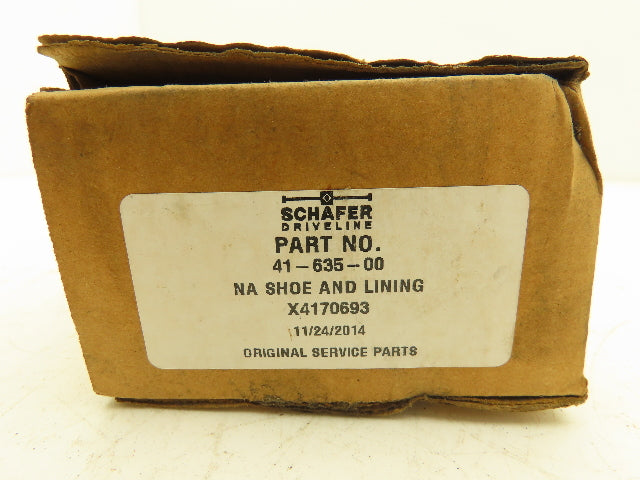 SCHAFER
DRIVELINE
PART NO.
41-635-00
NA SHOE AND LINING
X4170693
11/24/2014
ORIGINAL SERVICE PARTS